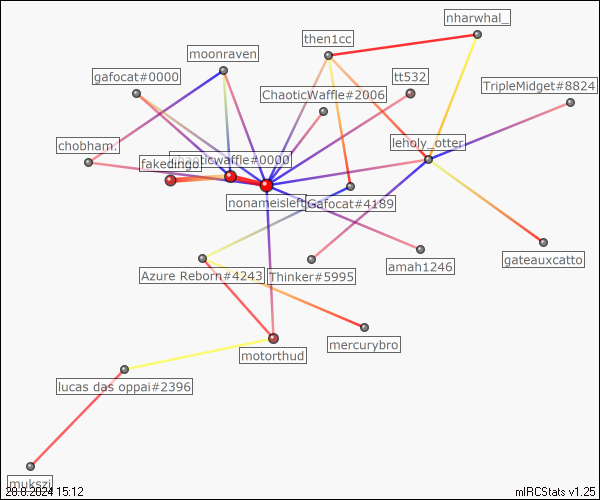 nharwhal_
then1cc
moonraven
gafocat#0000
tt532
TripleMidget#8824
ChaoticWaffle#2006
chobham.
leholy_otter
chaoticwaffle#0000
fakedingo
nonameisleft
Gafocat#4189
gateauxcatto
amah1246
Azure Reborn#4243
Thinker#5995
mercurybro
motorthud
lucas das oppai#2396
mukszi
20.8.2024 15:12
mIRCStats v1.25